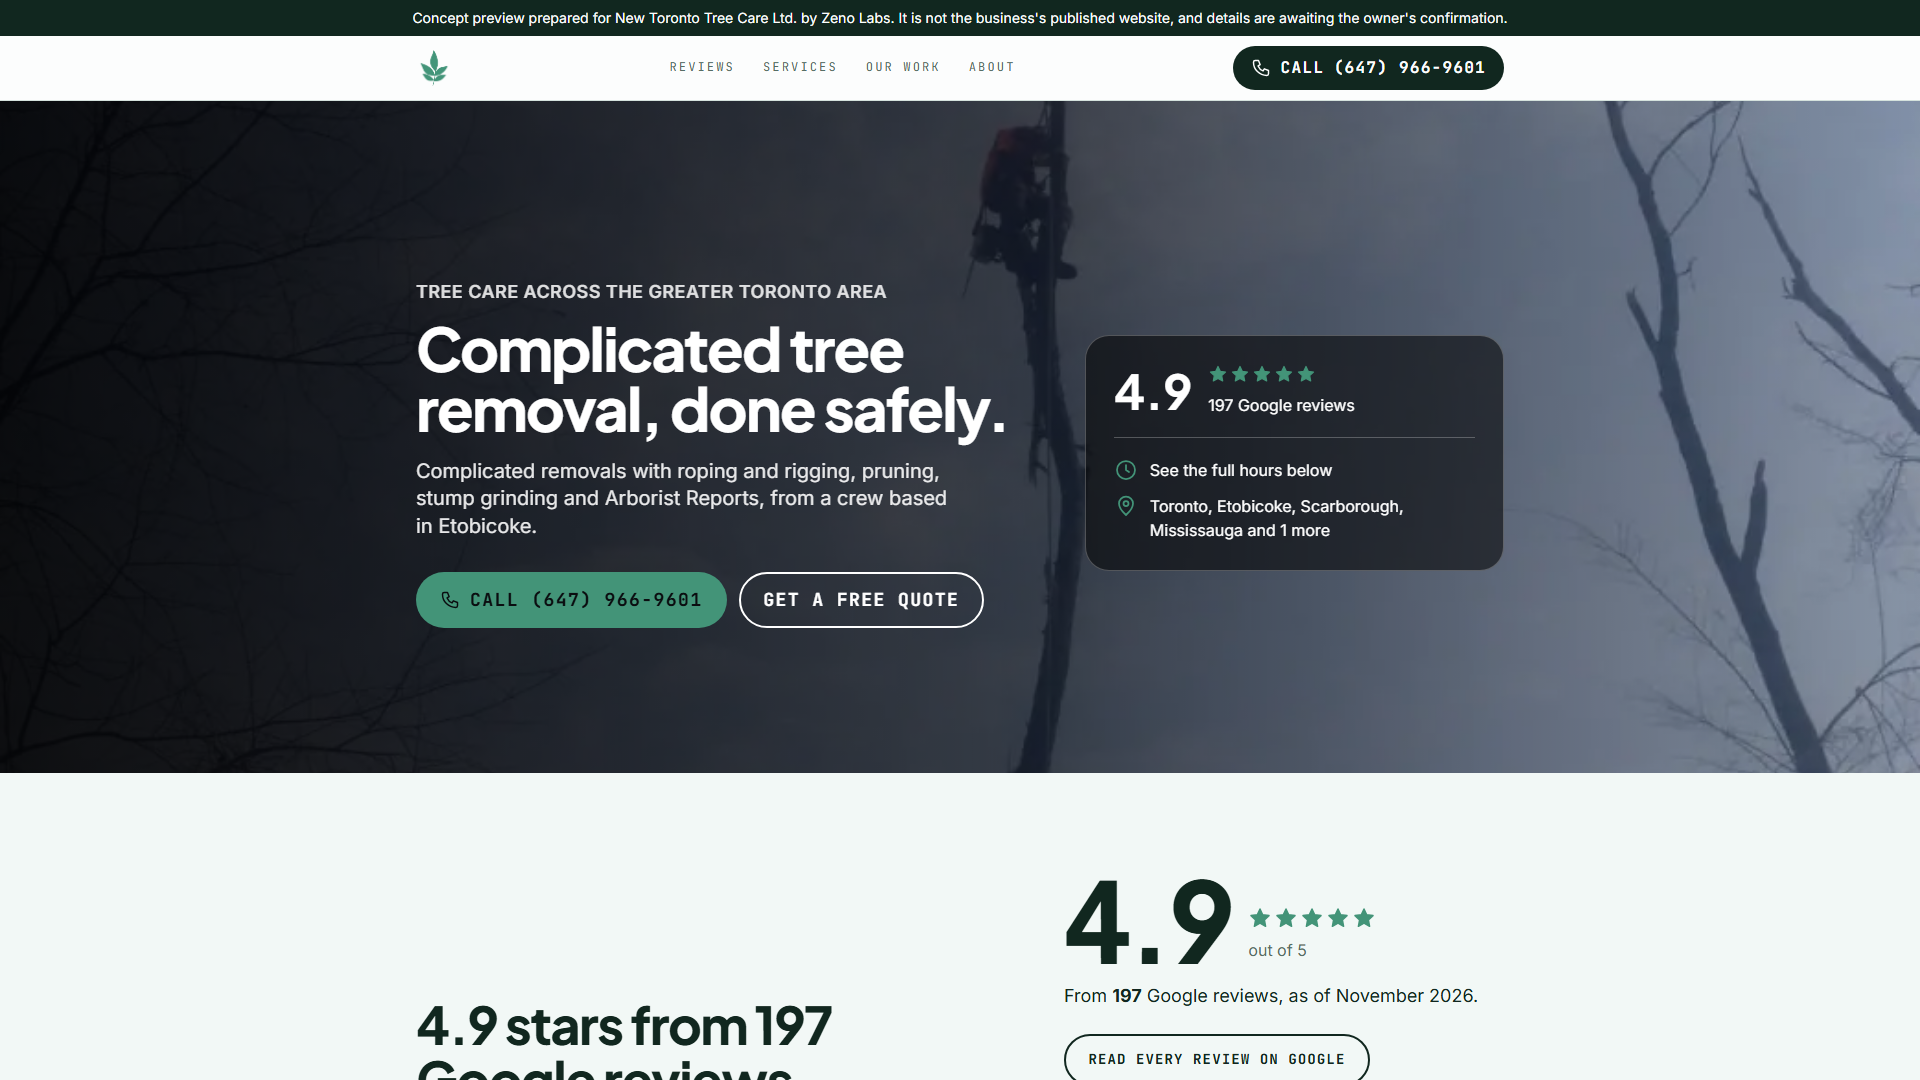 Concept preview prepared for New Toronto Tree Care Ltd. by Zeno Labs. It is not the business's published website, and details are awaiting the owner's confirmation.
REVIEWS SERVICES OUR WORK ABOUT
CALL (647) 966-9601
TREE CARE ACROSS THE GREATER TORONTO AREA
Complicated tree
removal, done safely.
Complicated removals with roping and rigging, pruning,
stump grinding and Arborist Reports, from a crew based
in Etobicoke.
CALL (647) 966-9601
GET A FREE QUOTE
4.9
197 Google reviews
See the full hours below
Toronto, Etobicoke, Scarborough,
Mississauga and 1 more
4.9 stars from 197
Google reviews
4.9
out of 5
From 197 Google reviews, as of November 2026.
READ EVERY REVIEW ON GOOGLE